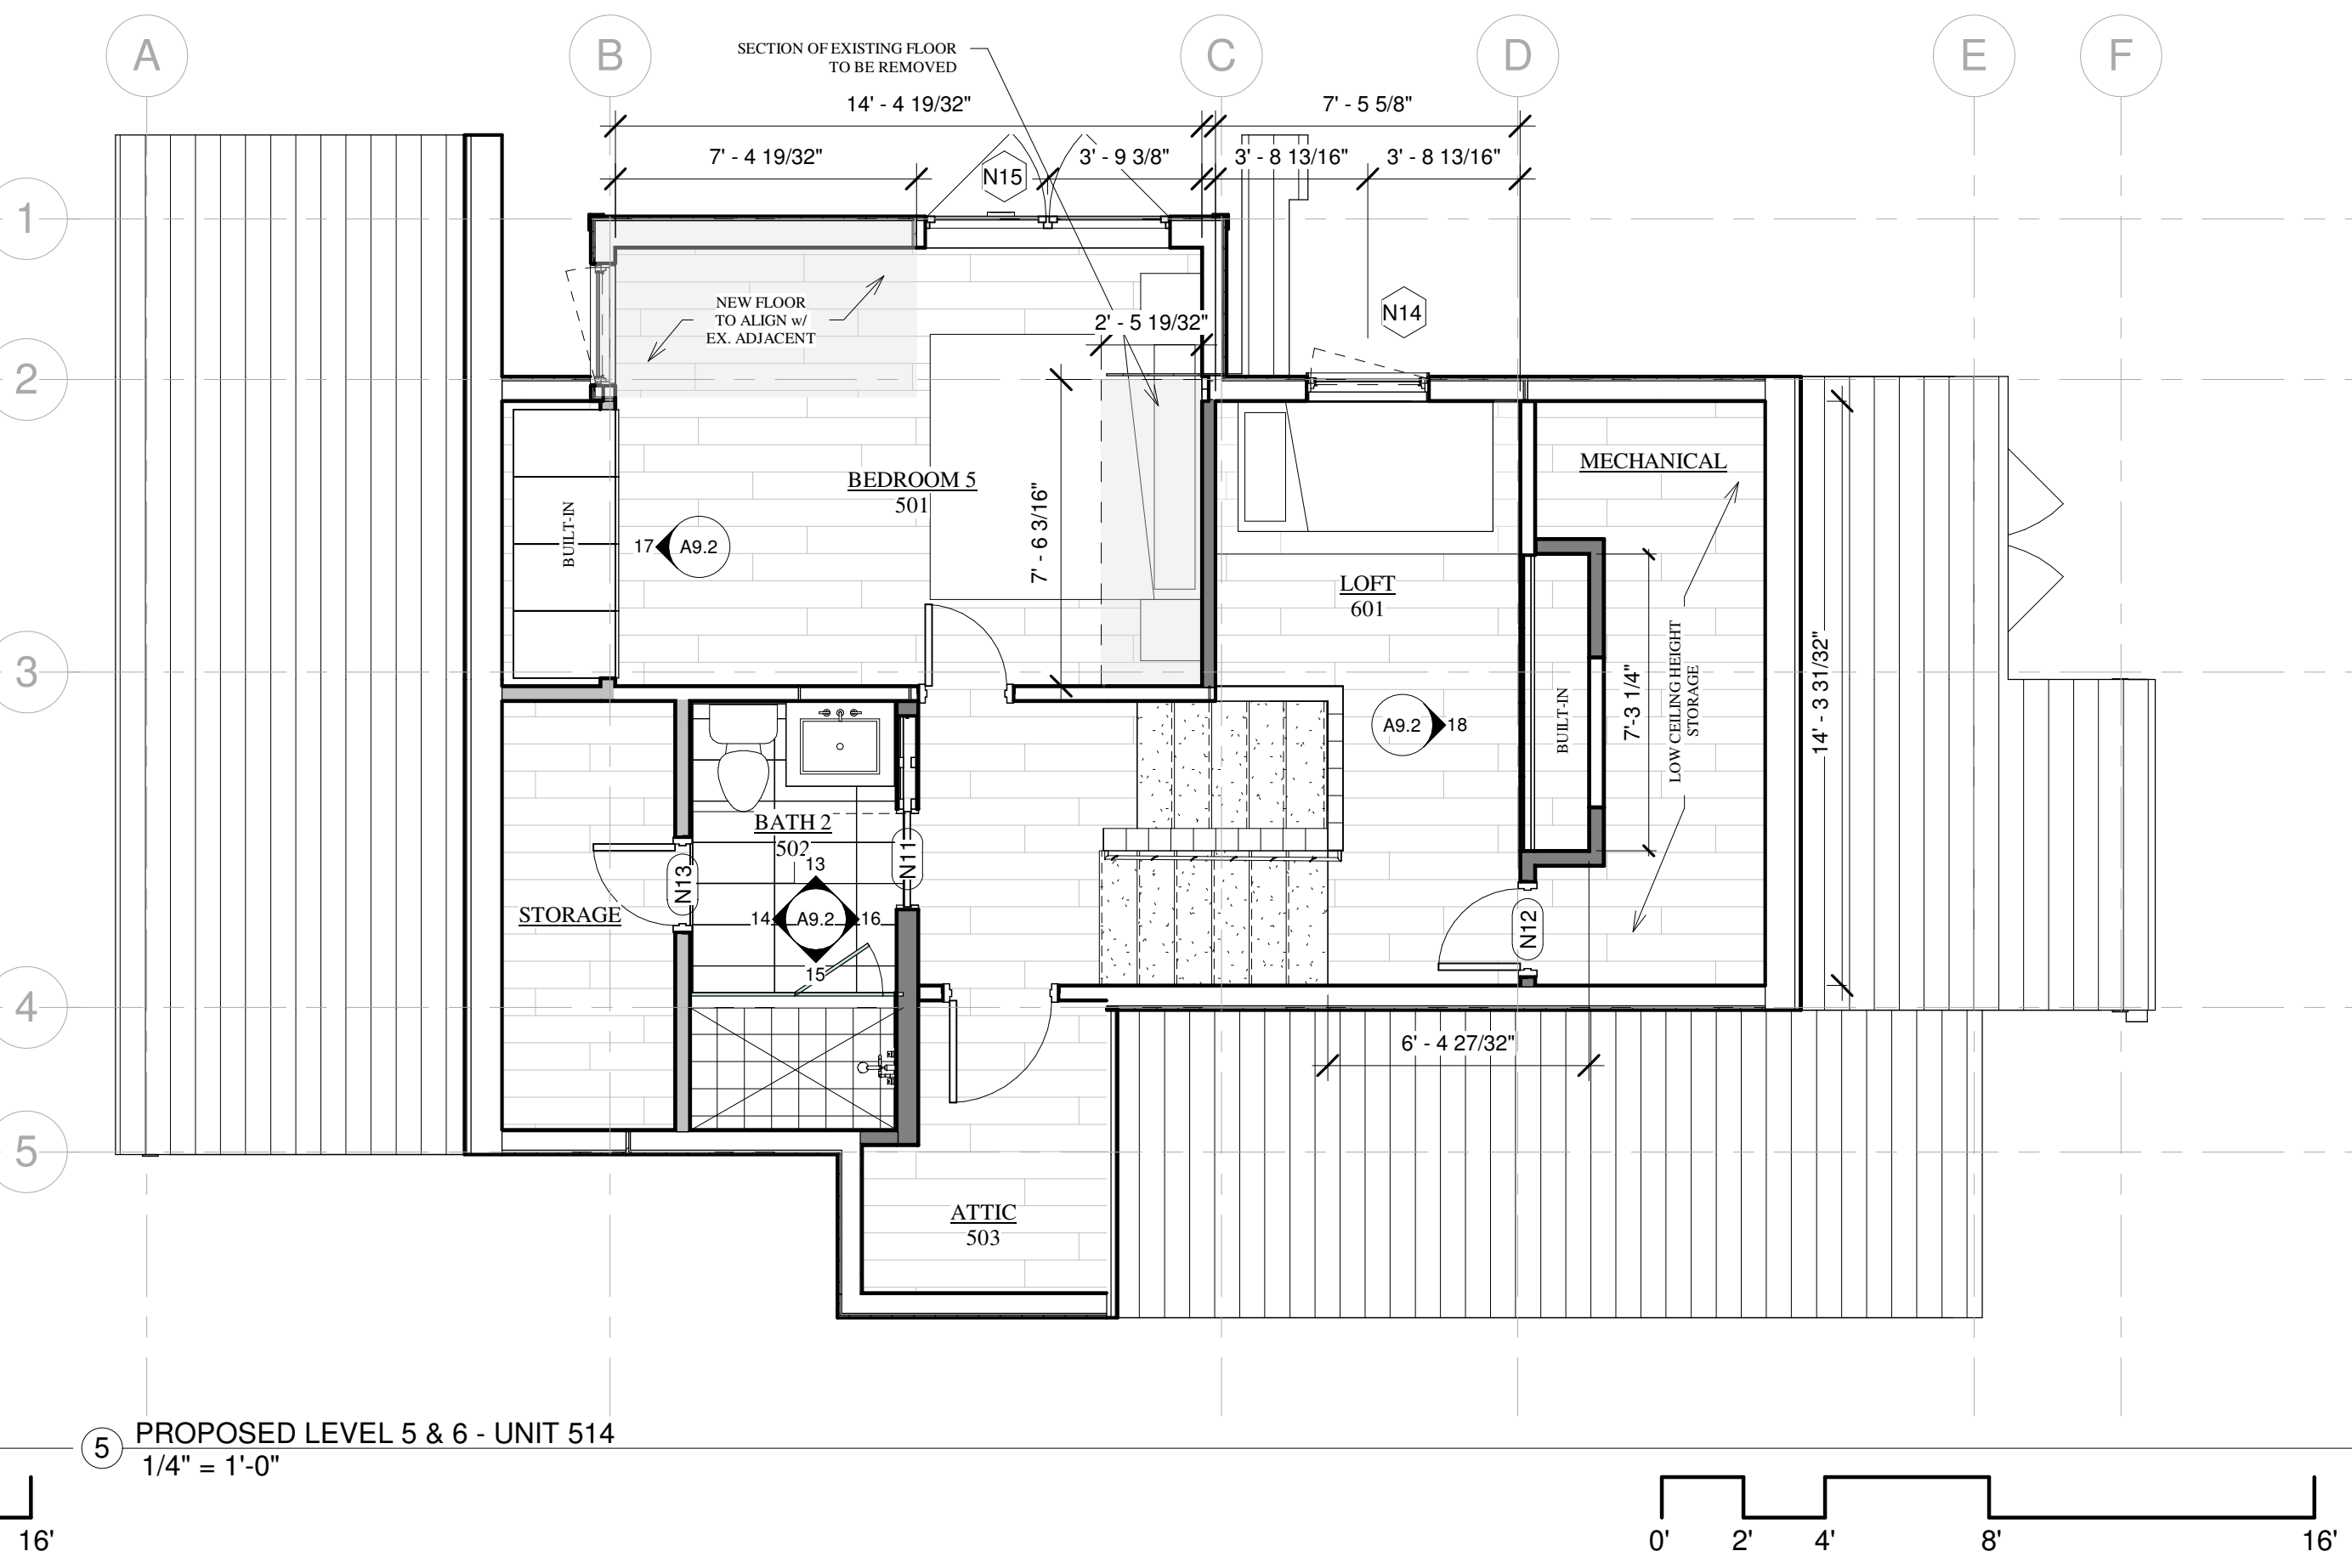 A
B
C
D
E
F
SECTION OF EXISTING FLOOR
TO BE REMOVED
14' - 4 19/32"
7' - 5 5/8"
7' - 4 19/32"
N15
3' - 9 3/8"
3' - 8 13/16"
3' - 8 13/16"
1
NEW FLOOR
TO ALIGN w/
EX. ADJACENT
2' - 5 19/32"
N14
2
BEDROOM 5
501
MECHANICAL
BUILT-IN
17
A9.2
7' - 6 3/16"
LOFT
601
3
BUILT-IN
7'-3 1/4"
LOW CEILING HEIGHT
STORAGE
14' - 3 31/32"
A9.2
18
BATH 2
502
N13
N11
13
14
A9.2
16
15
STORAGE
N12
4
6' - 4 27/32"
5
ATTIC
503
5
PROPOSED LEVEL 5 & 6 - UNIT 514
1/4" = 1'-0"
16'
0'
2'
4'
8'
16'